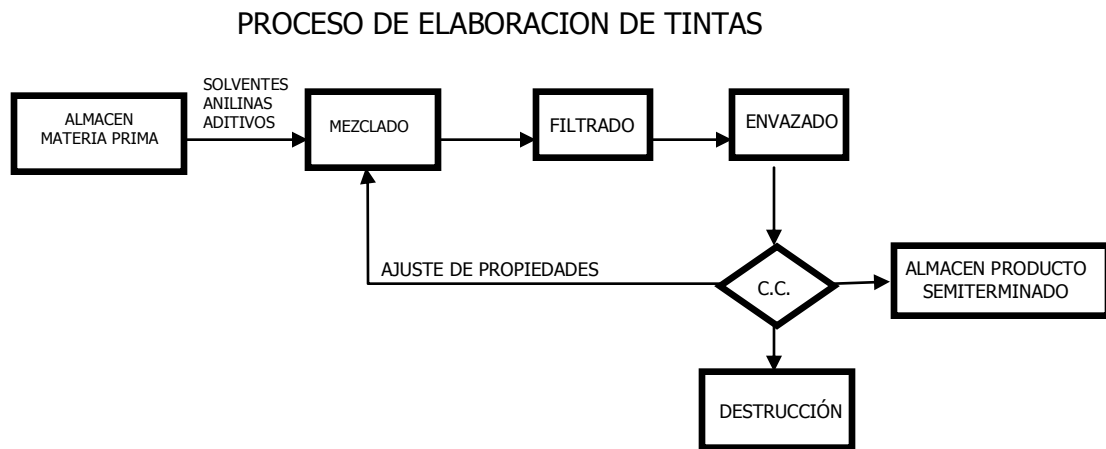 PROCESO DE ELABORACION DE TINTAS
ALMACEN
MATERIA PRIMA
SOLVENTES
ANILINAS
ADITIVOS
MEZCLADO
FILTRADO
ENVAZADO
AJUSTE DE PROPIEDADES
C.C.
ALMACEN PRODUCTO
SEMITERMINADO
DESTRUCCIÓN